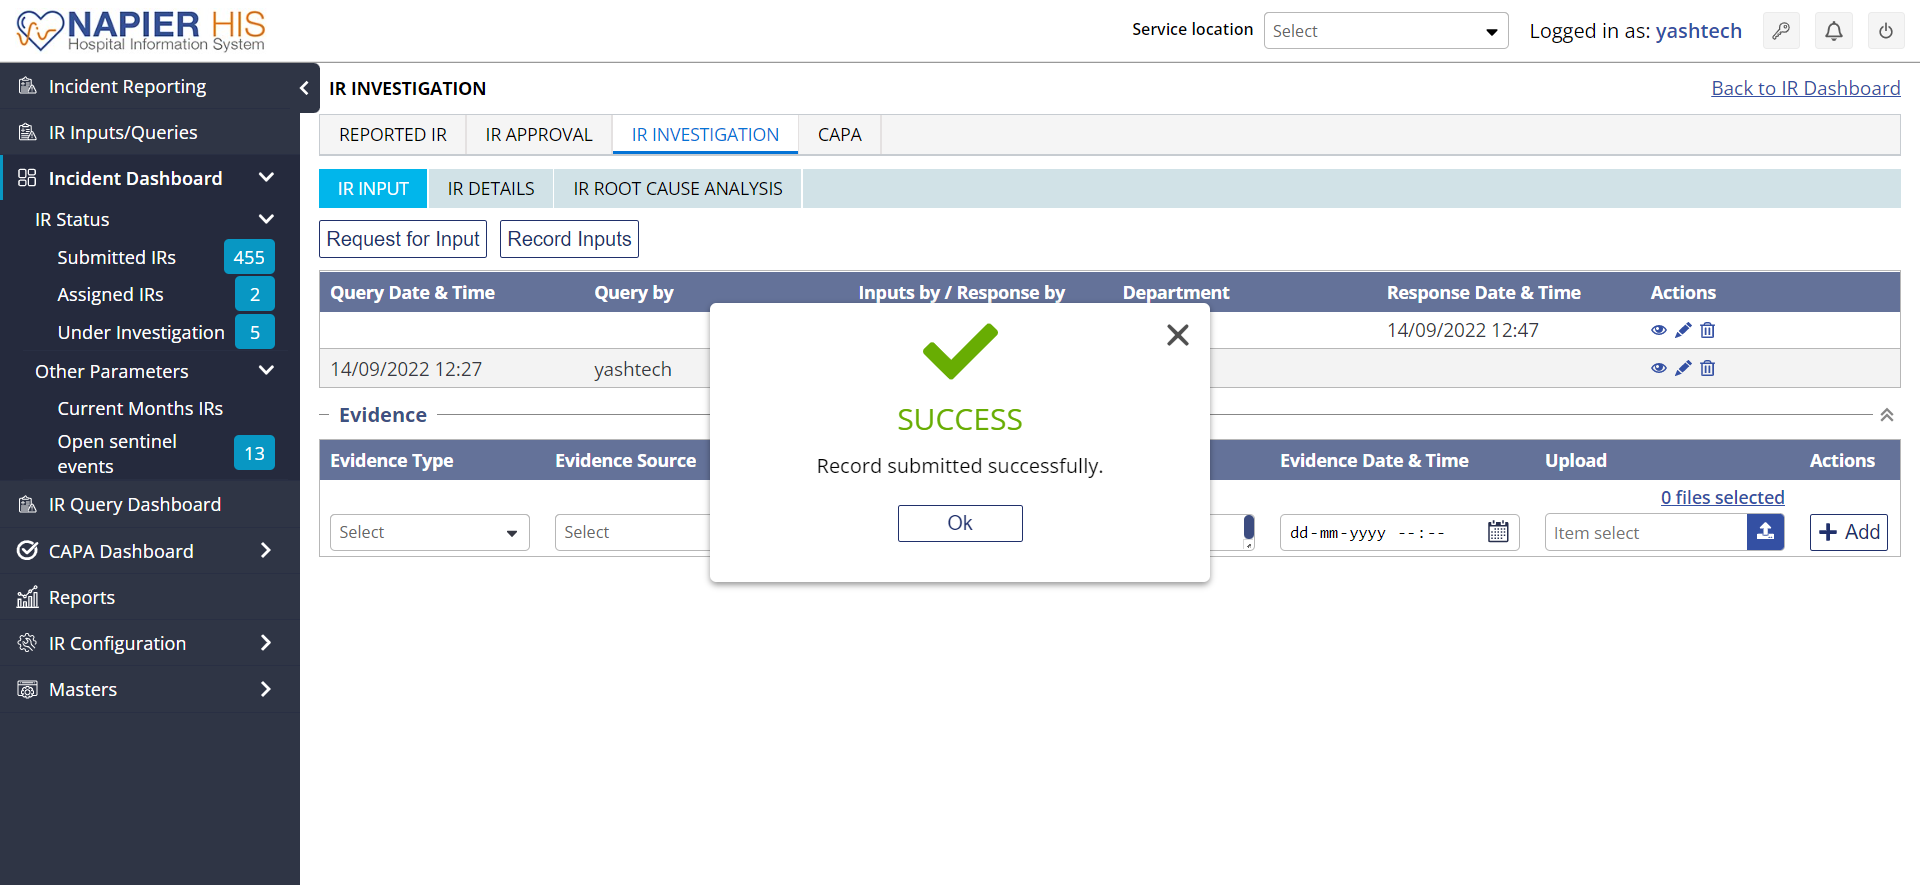 NAPIER HIS
Hospital Information System
Service location
Select
Logged in as: yashtech
Incident Reporting
IR Inputs/Queries
Incident Dashboard
IR Status
Submitted IRs 455
Assigned IRs 2
Under Investigation 5
Other Parameters
Current Months IRs
Open sentinel
events 13
IR Query Dashboard
CAPA Dashboard
Reports
IR Configuration
Masters
IR INVESTIGATION
Back to IR Dashboard
REPORTED IR IR APPROVAL IR INVESTIGATION CAPA
IR INPUT IR DETAILS IR ROOT CAUSE ANALYSIS
Request for Input Record Inputs
Query Date & Time Query by Inputs by / Response by Department Response Date & Time Actions
14/09/2022 12:47
14/09/2022 12:27 yashtech
Evidence
Evidence Type Evidence Source Evidence Date & Time Upload Actions
0 files selected
Select Select dd-mm-yyyy --:-- Item select + Add
SUCCESS
Record submitted successfully.
Ok